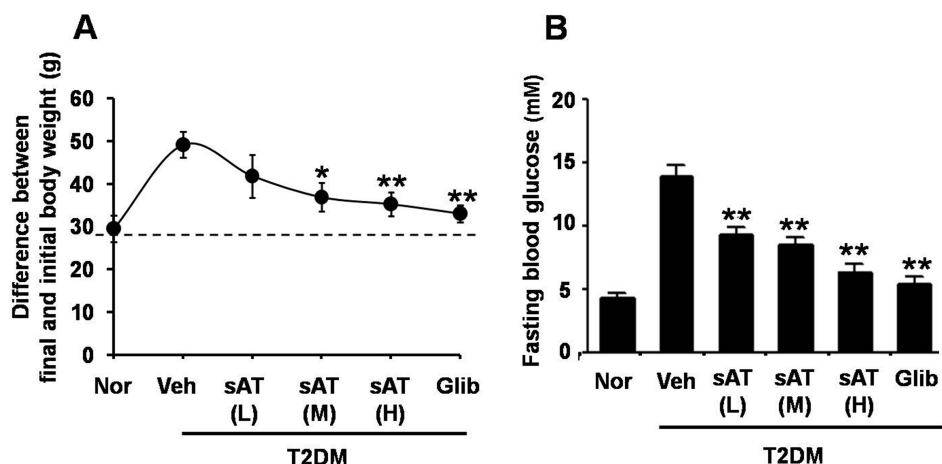 A
Difference between
final and initial body weight (g)
60
50
40
30
20
10
0
* ** **
Nor Veh sAT (L) sAT (M) sAT (H) Glib
T2DM
B
Fasting blood glucose (mM)
20
15
10
5
0
** ** ** **
Nor Veh sAT (L) sAT (M) sAT (H) Glib
T2DM